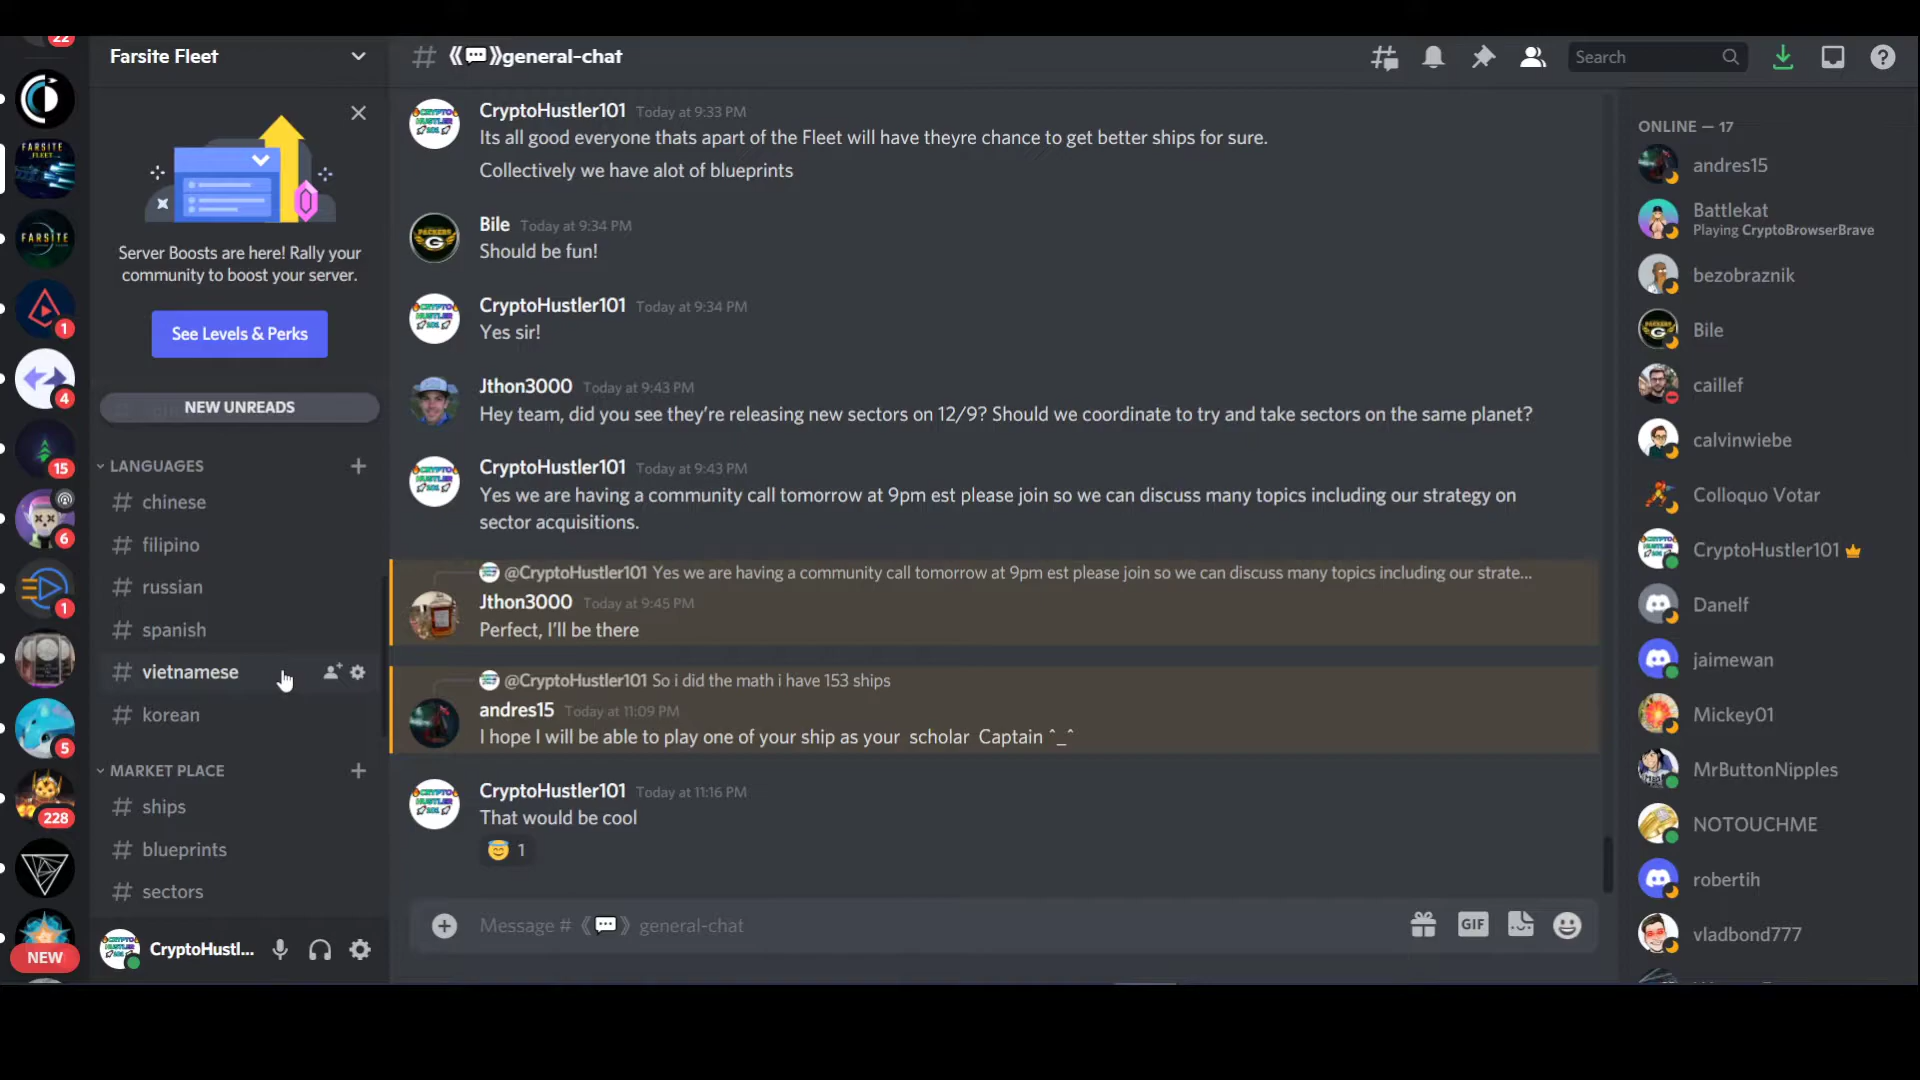 22
Farsite Fleet
《💬》general-chat
Search
Server Boosts are here! Rally your
community to boost your server.
See Levels & Perks
NEW UNREADS
LANGUAGES
chinese
filipino
russian
spanish
vietnamese
korean
MARKET PLACE
ships
blueprints
sectors
CryptoHustl...
FARSITE
FLEET
FARSITE
1
4
15
6
1
5
228
NEW
CryptoHustler101 Today at 9:33 PM
Its all good everyone thats apart of the Fleet will have theyre chance to get better ships for sure.
Collectively we have alot of blueprints
Bile Today at 9:34 PM
Should be fun!
CryptoHustler101 Today at 9:34 PM
Yes sir!
Jthon3000 Today at 9:43 PM
Hey team, did you see they're releasing new sectors on 12/9? Should we coordinate to try and take sectors on the same planet?
CryptoHustler101 Today at 9:43 PM
Yes we are having a community call tomorrow at 9pm est please join so we can discuss many topics including our strategy on
sector acquisitions.
@CryptoHustler101 Yes we are having a community call tomorrow at 9pm est please join so we can discuss many topics including our strate...
Jthon3000 Today at 9:45 PM
Perfect, I'll be there
@CryptoHustler101 So i did the math i have 153 ships
andres15 Today at 11:09 PM
I hope I will be able to play one of your ship as your scholar Captain ^_^
CryptoHustler101 Today at 11:16 PM
That would be cool
😇 1
Message # 《💬》general-chat
GIF
ONLINE — 17
andres15
Battlekat
Playing CryptoBrowserBrave
bezobraznik
Bile
caillef
calvinwiebe
Colloquo Votar
CryptoHustler101
Danelf
jaimewan
Mickey01
MrButtonNipples
NOTOUCHME
robertih
vladbond777